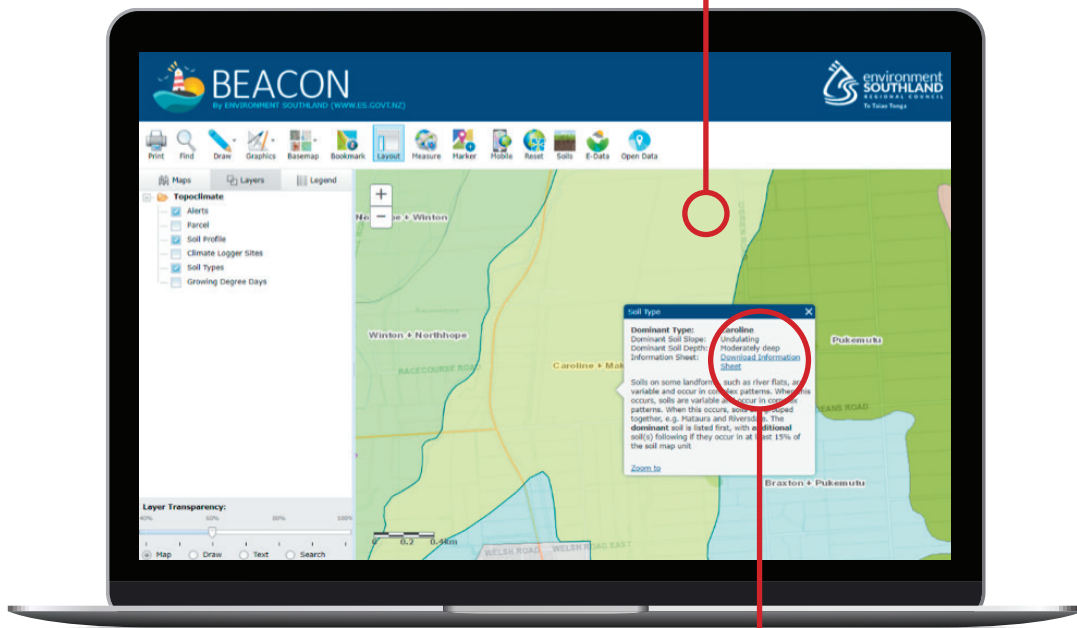 BEACON
By ENVIRONMENT SOUTHLAND (WWW.ES.GOVT.NZ)
environment
SOUTHLAND
REGIONAL COUNCIL
Te Taiao Tonga
Print Find Draw Graphics Basemap Bookmark Layout Measure Marker Mobile Reset Soils E-Data Open Data
Maps Layers Legend
Topoclimate
Alerts
Parcel
Soil Profile
Climate Logger Sites
Soil Types
Growing Degree Days
+
−
Winton
Winton + Northhope
RACECOURSE ROAD
Caroline +
Pukemutu
Soil Type
Dominant Type: Caroline
Dominant Soil Slope: Undulating
Dominant Soil Depth: Moderately deep
Information Sheet: Download Information
Sheet
Soils on some landforms, such as river flats, are
variable and occur in complex patterns. When this
occurs, soils are variable and occur in complex
patterns. When this occurs, soils are grouped
together, e.g. Mataura and Riversdale. The
dominant soil is listed first, with additional
soil(s) following if they occur in at least 15% of
the soil map unit
Zoom to
Braxton + Pukemutu
WELSH ROAD
WELSH ROAD EAST
0 0.2 0.4km
Layer Transparency:
40% 60% 80% 100%
Map Draw Text Search